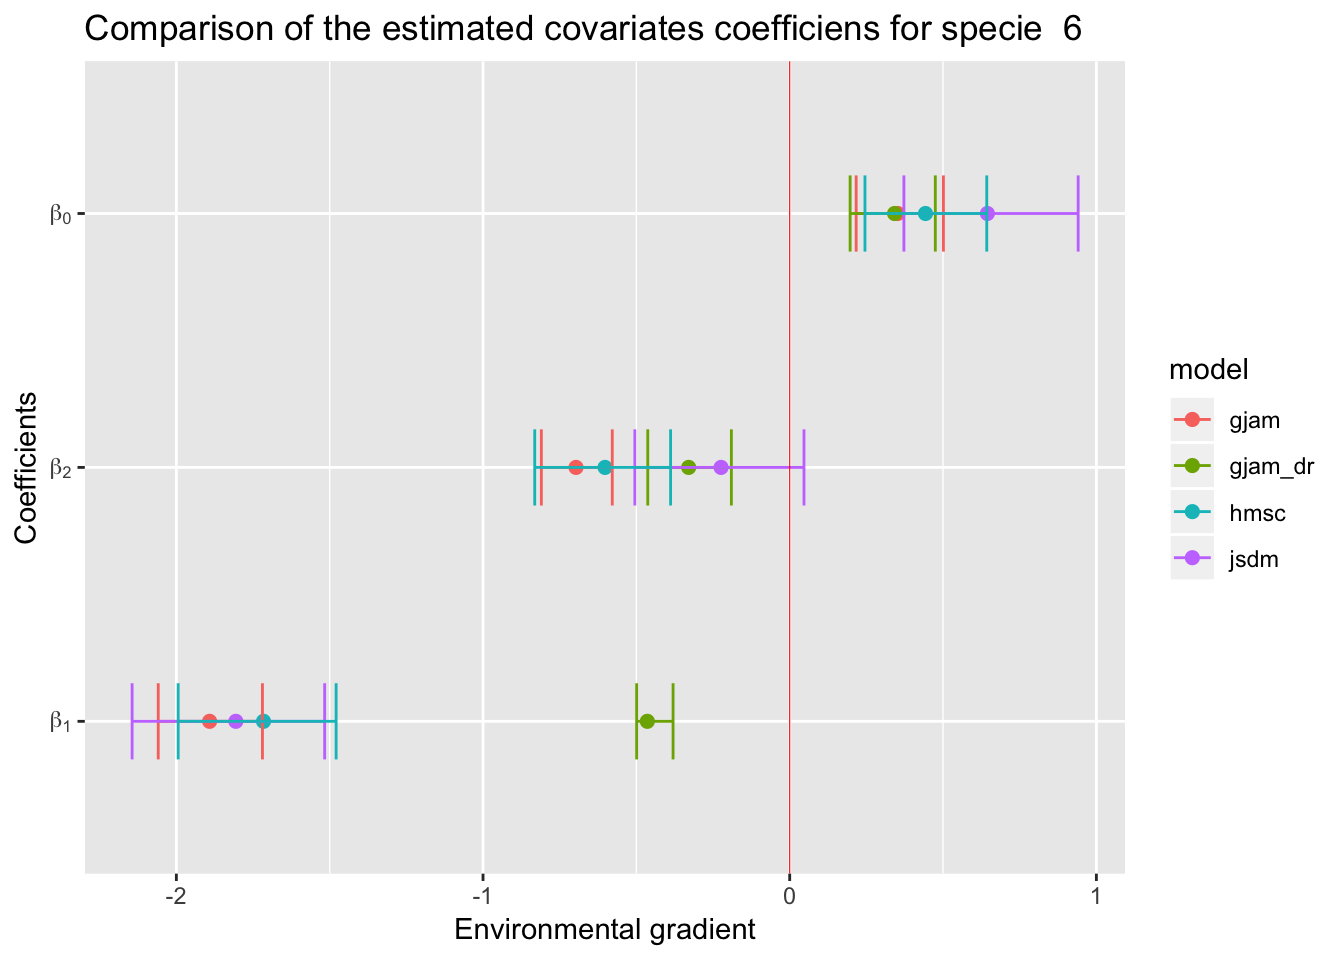 Comparison of the estimated covariates coefficiens for specie  6
β0
β2
β1
Coefficients
-2
-1
0
1
Environmental gradient
model
gjam
gjam_dr
hmsc
jsdm